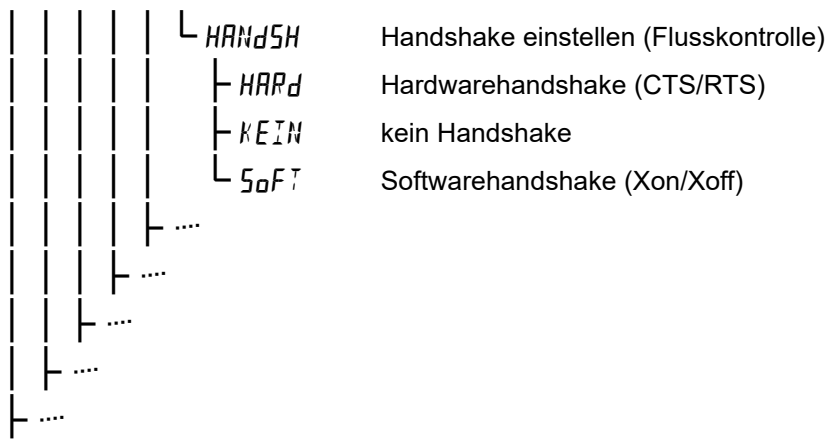 HANdSH Handshake einstellen (Flusskontrolle)
HARd Hardwarehandshake (CTS/RTS)
KEIN kein Handshake
SoFT Softwarehandshake (Xon/Xoff)